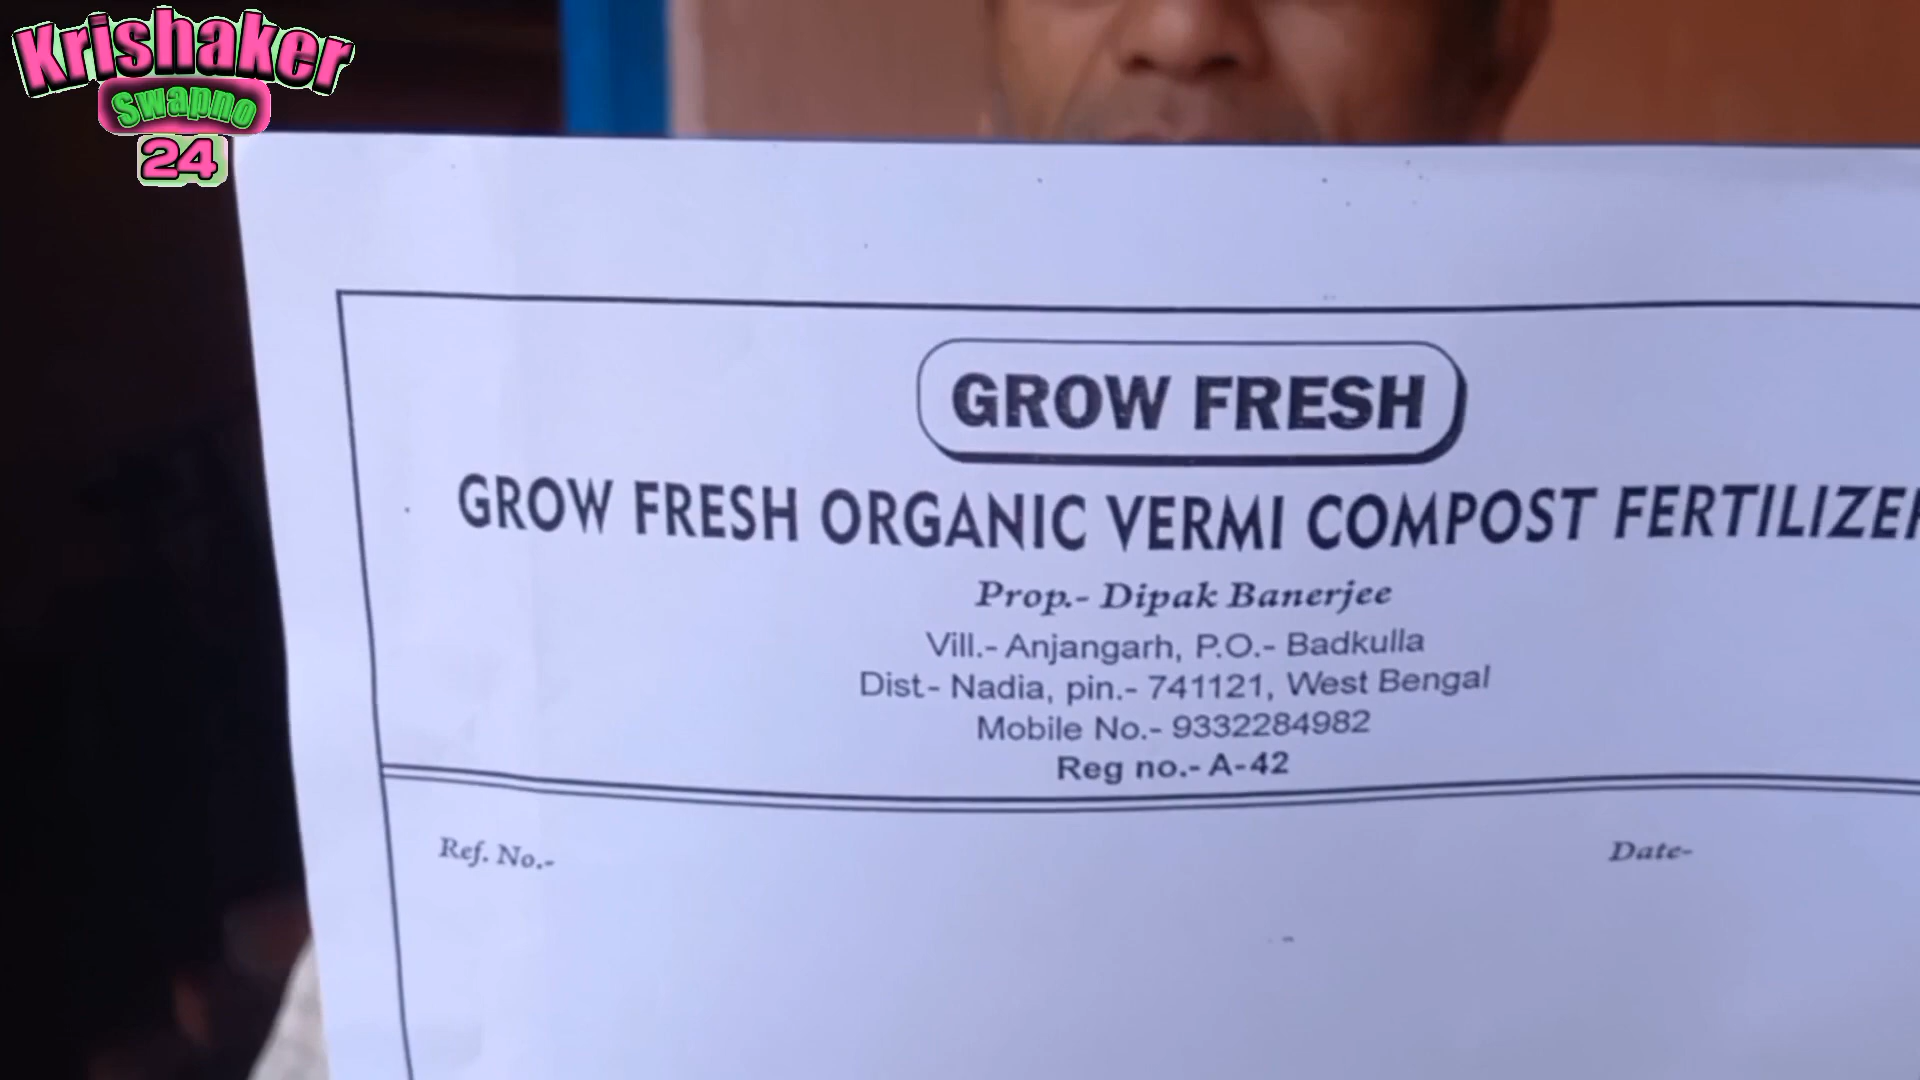 Krishaker
Swapno
24
GROW FRESH
GROW FRESH ORGANIC VERMI COMPOST FERTILIZER
Prop.- Dipak Banerjee
Vill.- Anjangarh, P.O.- Badkulla
Dist- Nadia, pin.- 741121, West Bengal
Mobile No.- 9332284982
Reg no.- A-42
Ref. No.-
Date-